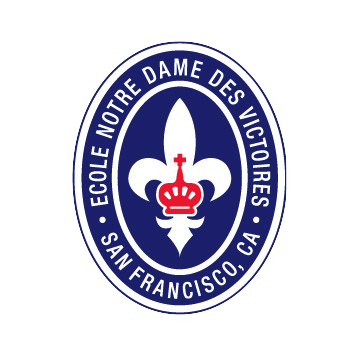 ECOLE NOTRE DAME DES VICTOIRES
• SAN FRANCISCO, CA •